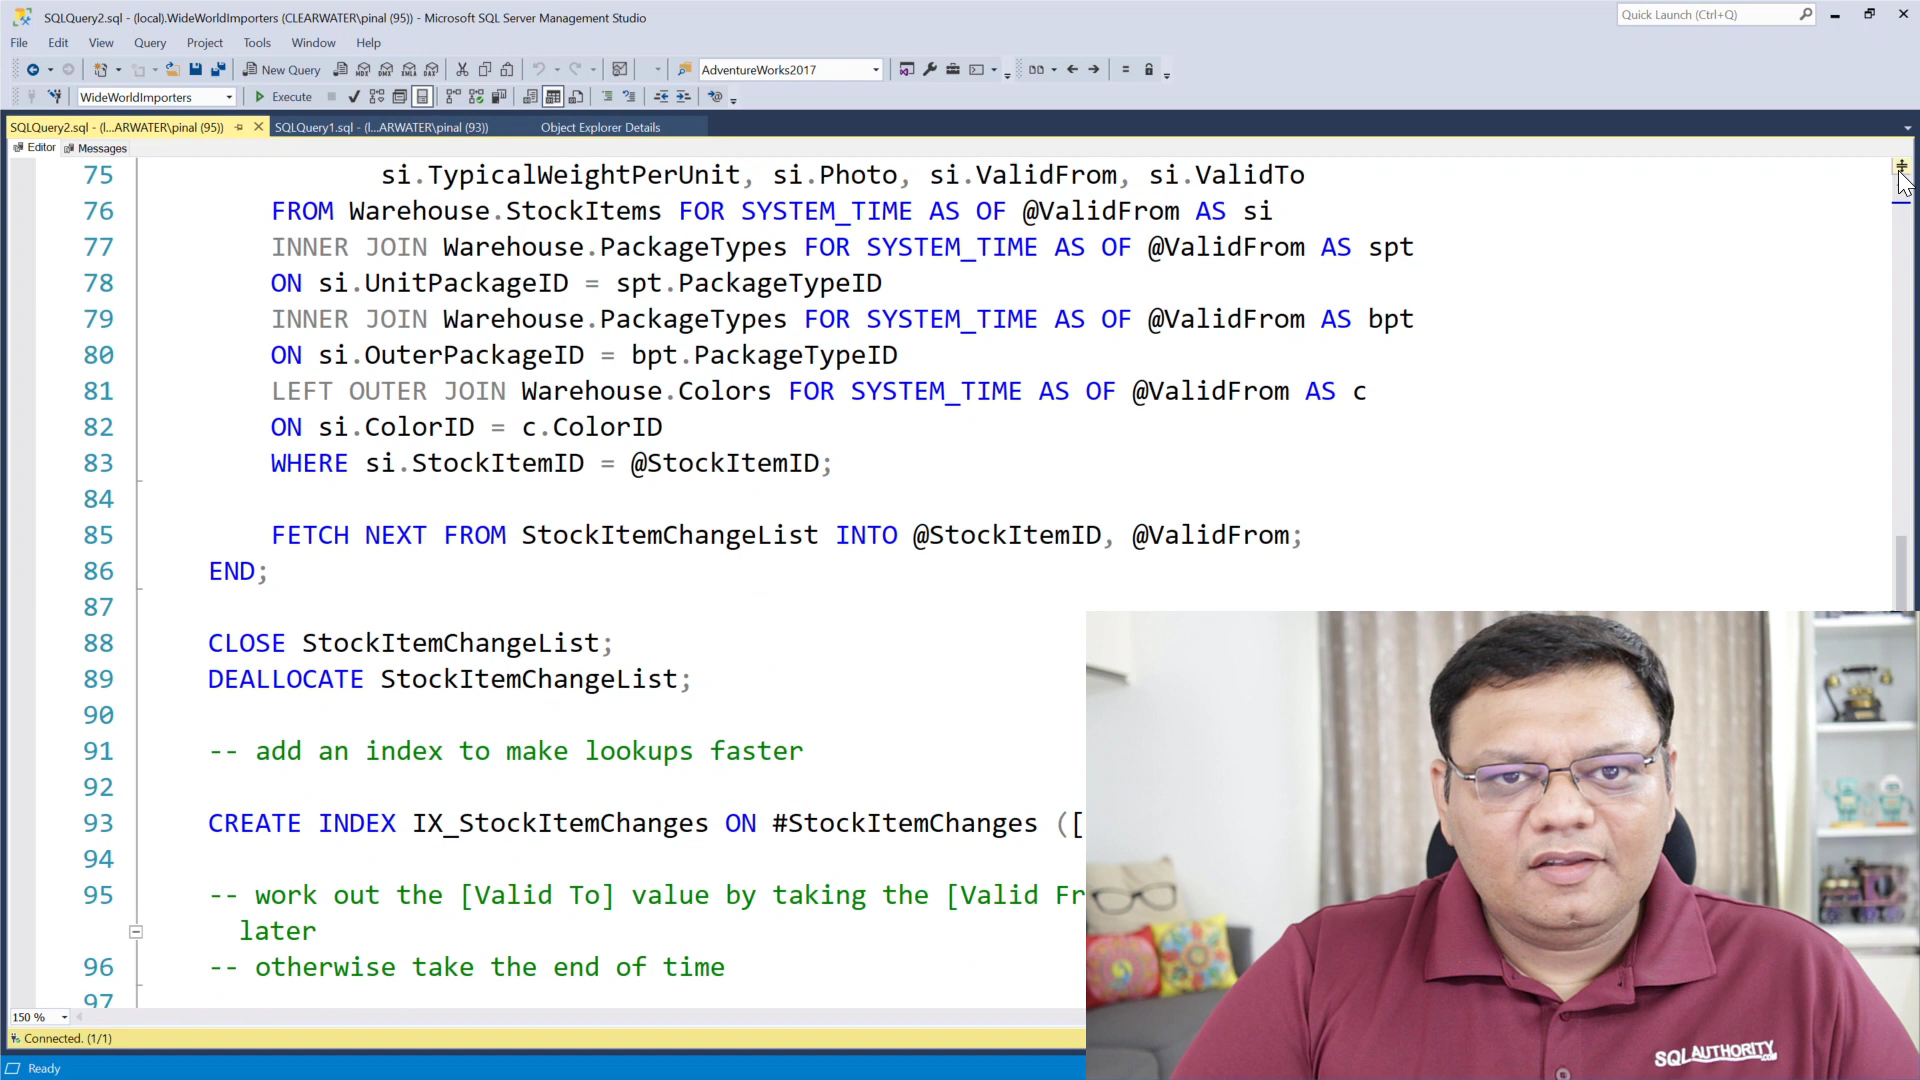 SQLQuery2.sql - (local).WideWorldImporters (CLEARWATER\pinal (95)) - Microsoft SQL Server Management Studio
Quick Launch (Ctrl+Q)
File Edit View Query Project Tools Window Help
New Query
MDX DMX XMLA DAX
AdventureWorks2017
WideWorldImporters
Execute
SQLQuery2.sql - (l...ARWATER\pinal (95))
SQLQuery1.sql - (l...ARWATER\pinal (93))
Object Explorer Details
Editor Messages
75 si.TypicalWeightPerUnit, si.Photo, si.ValidFrom, si.ValidTo
76 FROM Warehouse.StockItems FOR SYSTEM_TIME AS OF @ValidFrom AS si
77 INNER JOIN Warehouse.PackageTypes FOR SYSTEM_TIME AS OF @ValidFrom AS spt
78 ON si.UnitPackageID = spt.PackageTypeID
79 INNER JOIN Warehouse.PackageTypes FOR SYSTEM_TIME AS OF @ValidFrom AS bpt
80 ON si.OuterPackageID = bpt.PackageTypeID
81 LEFT OUTER JOIN Warehouse.Colors FOR SYSTEM_TIME AS OF @ValidFrom AS c
82 ON si.ColorID = c.ColorID
83 WHERE si.StockItemID = @StockItemID;
84
85 FETCH NEXT FROM StockItemChangeList INTO @StockItemID, @ValidFrom;
86 END;
87
88 CLOSE StockItemChangeList;
89 DEALLOCATE StockItemChangeList;
90
91 -- add an index to make lookups faster
92
93 CREATE INDEX IX_StockItemChanges ON #StockItemChanges ([
94
95 -- work out the [Valid To] value by taking the [Valid Fr
later
96 -- otherwise take the end of time
97
150 %
Connected. (1/1)
Ready
SQLAUTHORITY.com